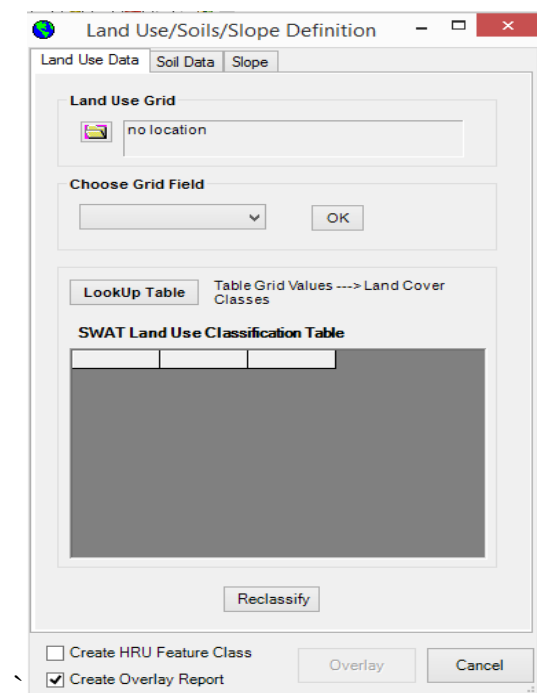 Land Use/Soils/Slope Definition
Land Use Data Soil Data Slope
Land Use Grid
no location
Choose Grid Field
OK
LookUp Table Table Grid Values ---> Land Cover
Classes
SWAT Land Use Classification Table
Reclassify
Create HRU Feature Class
Overlay Cancel
` Create Overlay Report